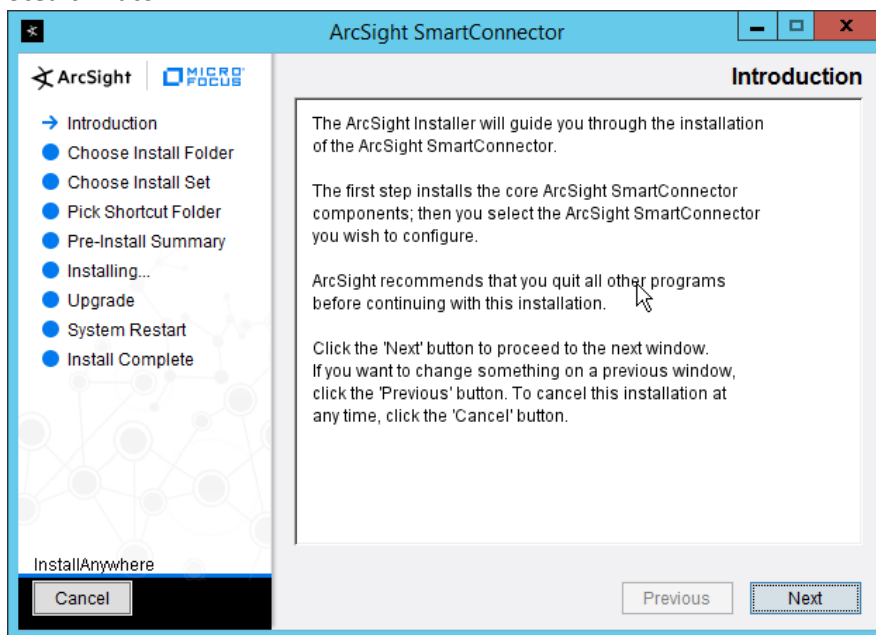 ArcSight SmartConnector
ArcSight MICRO FOCUS
Introduction
Introduction
Choose Install Folder
Choose Install Set
Pick Shortcut Folder
Pre-Install Summary
Installing...
Upgrade
System Restart
Install Complete
The ArcSight Installer will guide you through the installation
of the ArcSight SmartConnector.
The first step installs the core ArcSight SmartConnector
components; then you select the ArcSight SmartConnector
you wish to configure.
ArcSight recommends that you quit all other programs
before continuing with this installation.
Click the 'Next' button to proceed to the next window.
If you want to change something on a previous window,
click the 'Previous' button. To cancel this installation at
any time, click the 'Cancel' button.
InstallAnywhere
Cancel
Previous
Next